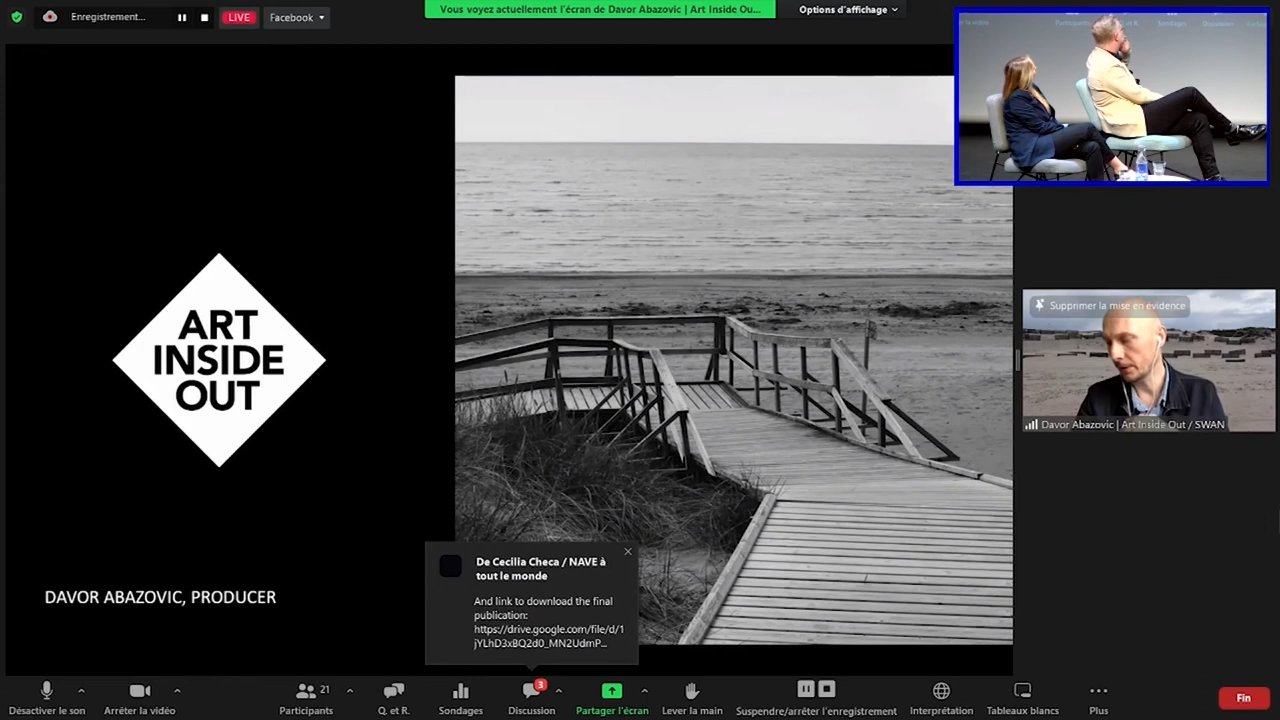 Enregistrement...
LIVE
Facebook
Vous voyez actuellement l'écran de Davor Abazovic | Art Inside Ou...
Options d'affichage
ART
INSIDE
OUT
DAVOR ABAZOVIC, PRODUCER
Supprimer la mise en evidence
Davor Abazovic | Art Inside Out / SWAN
De Cecilia Checa / NAVE à
tout le monde
And link to download the final
publication:
https://drive.google.com/file/d/1
jYLhD3xBQ2d0_MN2UdmP...
Désactiver le son
Arrêter la vidéo
21
Participants
Q. et R.
Sondages
3
Discussion
Partager l'écran
Lever la main
Suspendre/arrêter l'enregistrement
Interprétation
Tableaux blancs
Plus
Fin